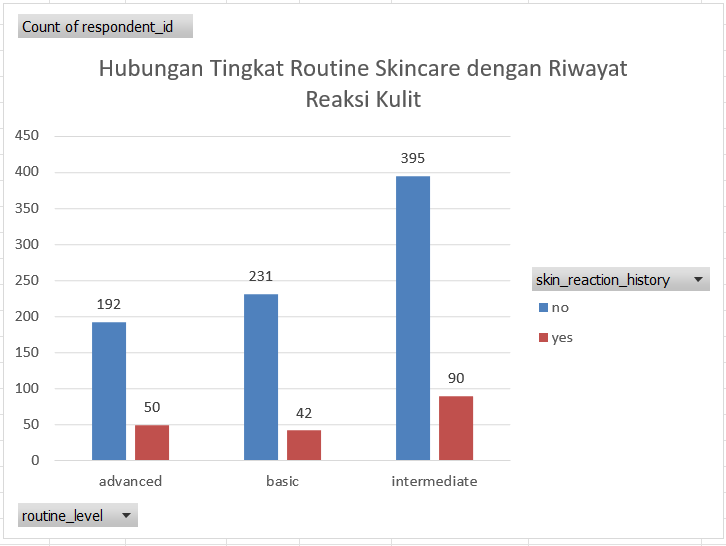 Count of respondent_id
Hubungan Tingkat Routine Skincare dengan Riwayat
Reaksi Kulit
450
400
350
300
250
200
150
100
50
0
192
50
231
42
395
90
advanced
basic
intermediate
skin_reaction_history
no
yes
routine_level